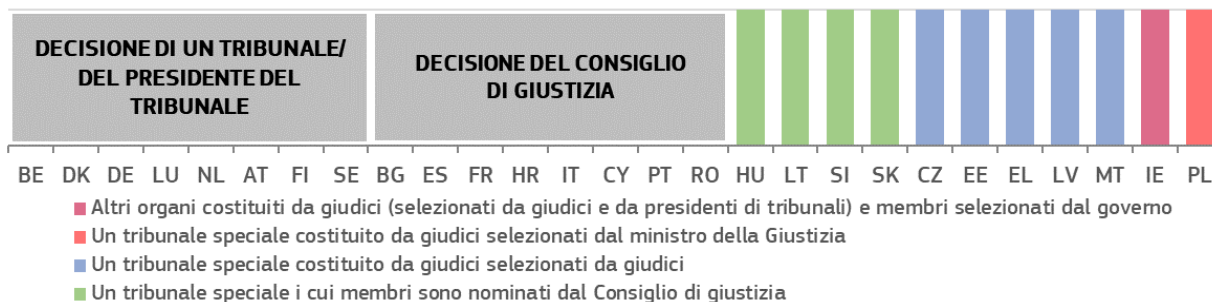 DECISIONE DI UN TRIBUNALE/
DEL PRESIDENTE DEL
TRIBUNALE
DECISIONE DEL CONSIGLIO
DI GIUSTIZIA
BE DK DE LU NL AT FI SE BG ES FR HR IT CY PT RO HU LT SI SK CZ EE EL LV MT IE PL
Altri organi costituiti da giudici (selezionati da giudici e da presidenti di tribunali) e membri selezionati dal governo
Un tribunale speciale costituito da giudici selezionati dal ministro della Giustizia
Un tribunale speciale costituito da giudici selezionati da giudici
Un tribunale speciale i cui membri sono nominati dal Consiglio di giustizia